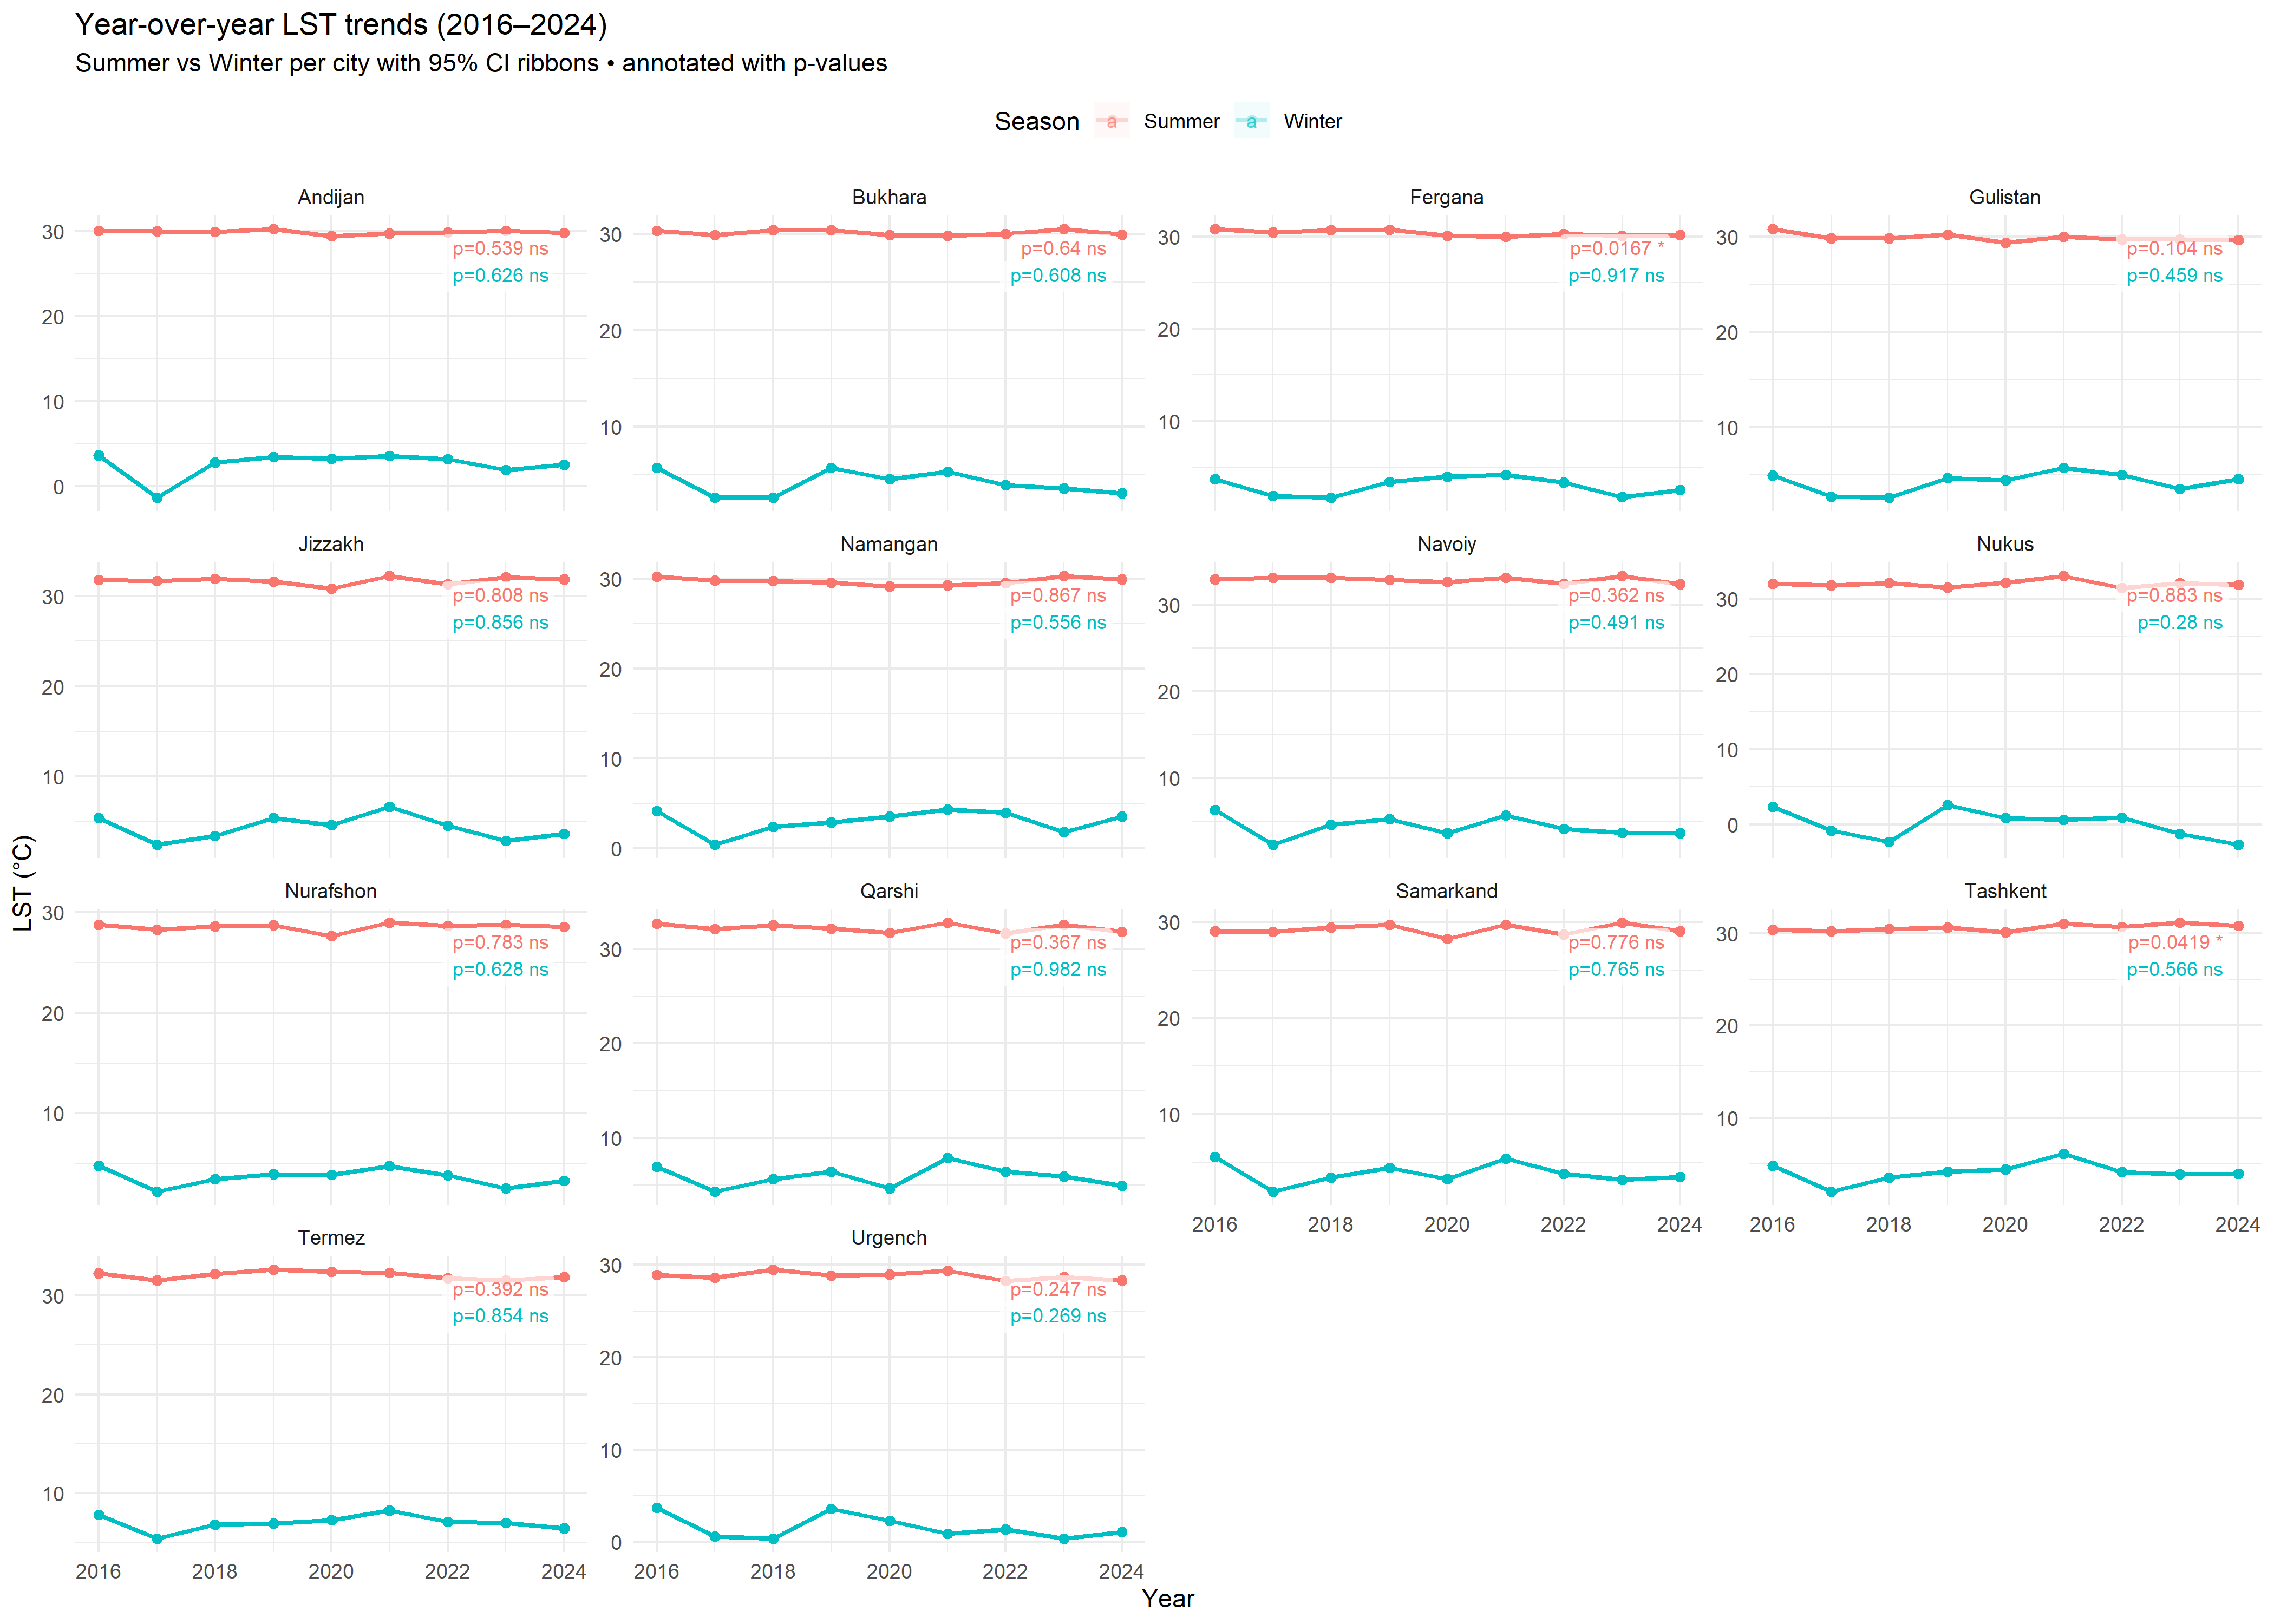 Year-over-year LST trends (2016–2024)
Summer vs Winter per city with 95% CI ribbons • annotated with p-values
Season a Summer a Winter
Andijan
30
20
10
0
p=0.539 ns
p=0.626 ns
Bukhara
30
20
10
p=0.64 ns
p=0.608 ns
Fergana
30
20
10
p=0.0167 *
p=0.917 ns
Gulistan
30
20
10
p=0.104 ns
p=0.459 ns
Jizzakh
30
20
10
p=0.808 ns
p=0.856 ns
Namangan
30
20
10
0
p=0.867 ns
p=0.556 ns
Navoiy
30
20
10
p=0.362 ns
p=0.491 ns
Nukus
30
20
10
0
p=0.883 ns
p=0.28 ns
Nurafshon
30
20
10
p=0.783 ns
p=0.628 ns
Qarshi
30
20
10
p=0.367 ns
p=0.982 ns
Samarkand
30
20
10
p=0.776 ns
p=0.765 ns
2016 2018 2020 2022 2024
Tashkent
30
20
10
p=0.0419 *
p=0.566 ns
2016 2018 2020 2022 2024
Termez
30
20
10
p=0.392 ns
p=0.854 ns
2016 2018 2020 2022 2024
Urgench
30
20
10
0
p=0.247 ns
p=0.269 ns
2016 2018 2020 2022 2024
LST (°C)
Year